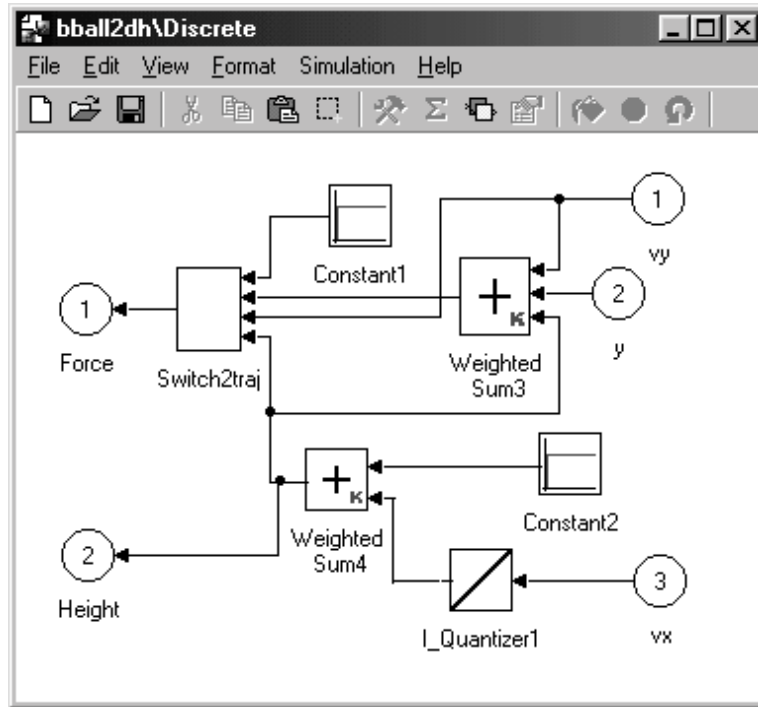 bball2dh\Discrete
File Edit View Format Simulation Help
1
vy
Constant1
2
y
+
K
Weighted
Sum3
1
Force
Switch2traj
+
K
Weighted
Sum4
Constant2
2
Height
I_Quantizer1
3
vx